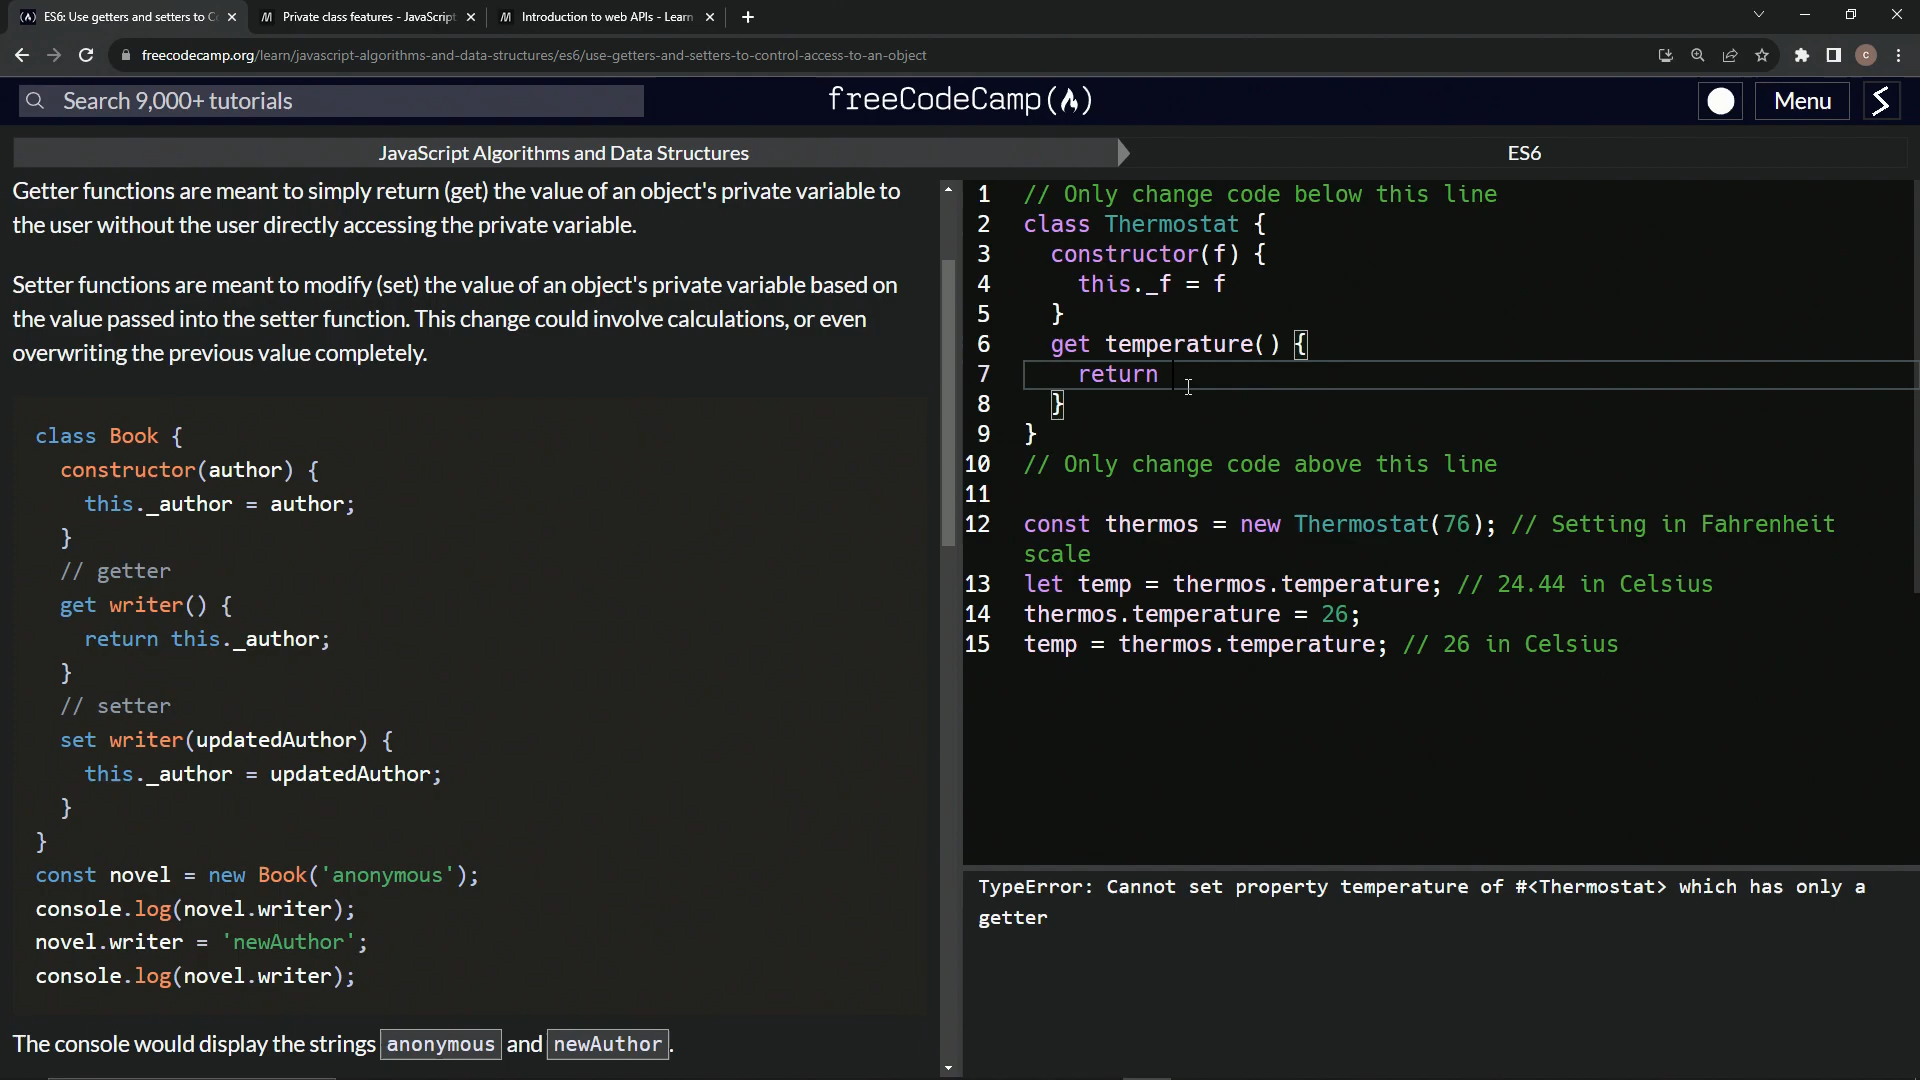 ES6: Use getters and setters to Co
Private class features - JavaScript
Introduction to web APIs - Learn
freecodecamp.org/learn/javascript-algorithms-and-data-structures/es6/use-getters-and-setters-to-control-access-to-an-object
C
Search 9,000+ tutorials
freeCodeCamp
Menu
JavaScript Algorithms and Data Structures
ES6
Getter functions are meant to simply return (get) the value of an object's private variable to
the user without the user directly accessing the private variable.
Setter functions are meant to modify (set) the value of an object's private variable based on
the value passed into the setter function. This change could involve calculations, or even
overwriting the previous value completely.
class Book {
constructor(author) {
this._author = author;
}
// getter
get writer() {
return this._author;
}
// setter
set writer(updatedAuthor) {
this._author = updatedAuthor;
}
}
const novel = new Book('anonymous');
console.log(novel.writer);
novel.writer = 'newAuthor';
console.log(novel.writer);
The console would display the strings anonymous and newAuthor.
1 // Only change code below this line
2 class Thermostat {
3 constructor(f) {
4 this._f = f
5 }
6 get temperature() {
7 return
8 }
9 }
10 // Only change code above this line
11
12 const thermos = new Thermostat(76); // Setting in Fahrenheit
scale
13 let temp = thermos.temperature; // 24.44 in Celsius
14 thermos.temperature = 26;
15 temp = thermos.temperature; // 26 in Celsius
TypeError: Cannot set property temperature of #<Thermostat> which has only a
getter